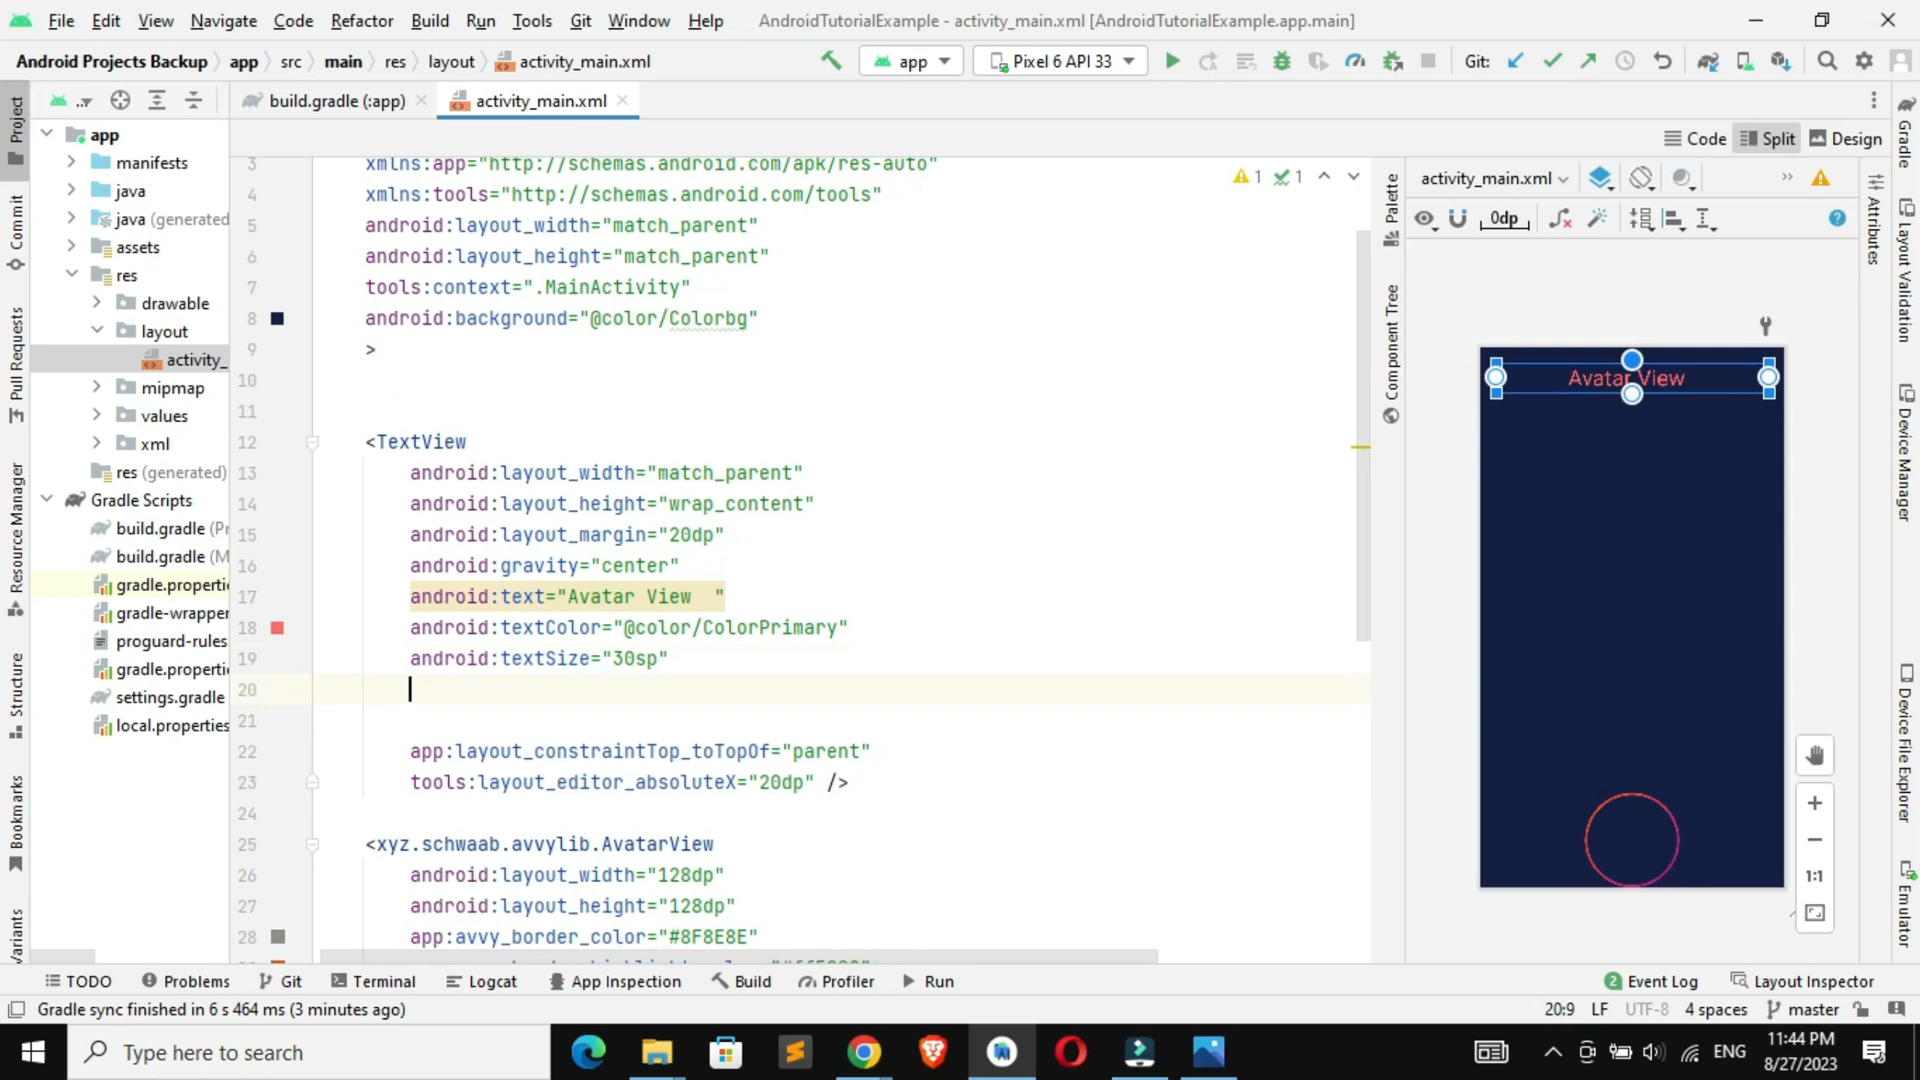 File Edit View Navigate Code Refactor Build Run Tools Git Window Help AndroidTutorialExample - activity_main.xml [AndroidTutorialExample.app.main]
Android Projects Backup app src main res layout activity_main.xml app Pixel 6 API 33 Git:
build.gradle (:app) activity_main.xml
Code Split Design
Project
Commit
Pull Requests
Resource Manager
Structure
Bookmarks
Variants
app
manifests
java
java (generated
assets
res
drawable
layout
activity_
mipmap
values
xml
res (generated)
Gradle Scripts
build.gradle (Pr
build.gradle (M
gradle.properti
gradle-wrapper
proguard-rules
gradle.properti
settings.gradle
local.properties
3 xmlns:app="http://schemas.android.com/apk/res-auto"
4 xmlns:tools="http://schemas.android.com/tools"
5 android:layout_width="match_parent"
6 android:layout_height="match_parent"
7 tools:context=".MainActivity"
8 android:background="@color/Colorbg"
9 >
10
11
12 <TextView
13 android:layout_width="match_parent"
14 android:layout_height="wrap_content"
15 android:layout_margin="20dp"
16 android:gravity="center"
17 android:text="Avatar View  "
18 android:textColor="@color/ColorPrimary"
19 android:textSize="30sp"
20
21
22 app:layout_constraintTop_toTopOf="parent"
23 tools:layout_editor_absoluteX="20dp" />
24
25 <xyz.schwaab.avvylib.AvatarView
26 android:layout_width="128dp"
27 android:layout_height="128dp"
28 app:avvy_border_color="#8F8E8E"
1 1
Palette
Component Tree
activity_main.xml
0dp
Avatar View
1:1
Attributes
Gradle
Layout Validation
Device Manager
Device File Explorer
Emulator
TODO Problems Git Terminal Logcat App Inspection Build Profiler Run 2 Event Log Layout Inspector
Gradle sync finished in 6 s 464 ms (3 minutes ago) 20:9 LF UTF-8 4 spaces master
Type here to search
ENG
11:44 PM
8/27/2023